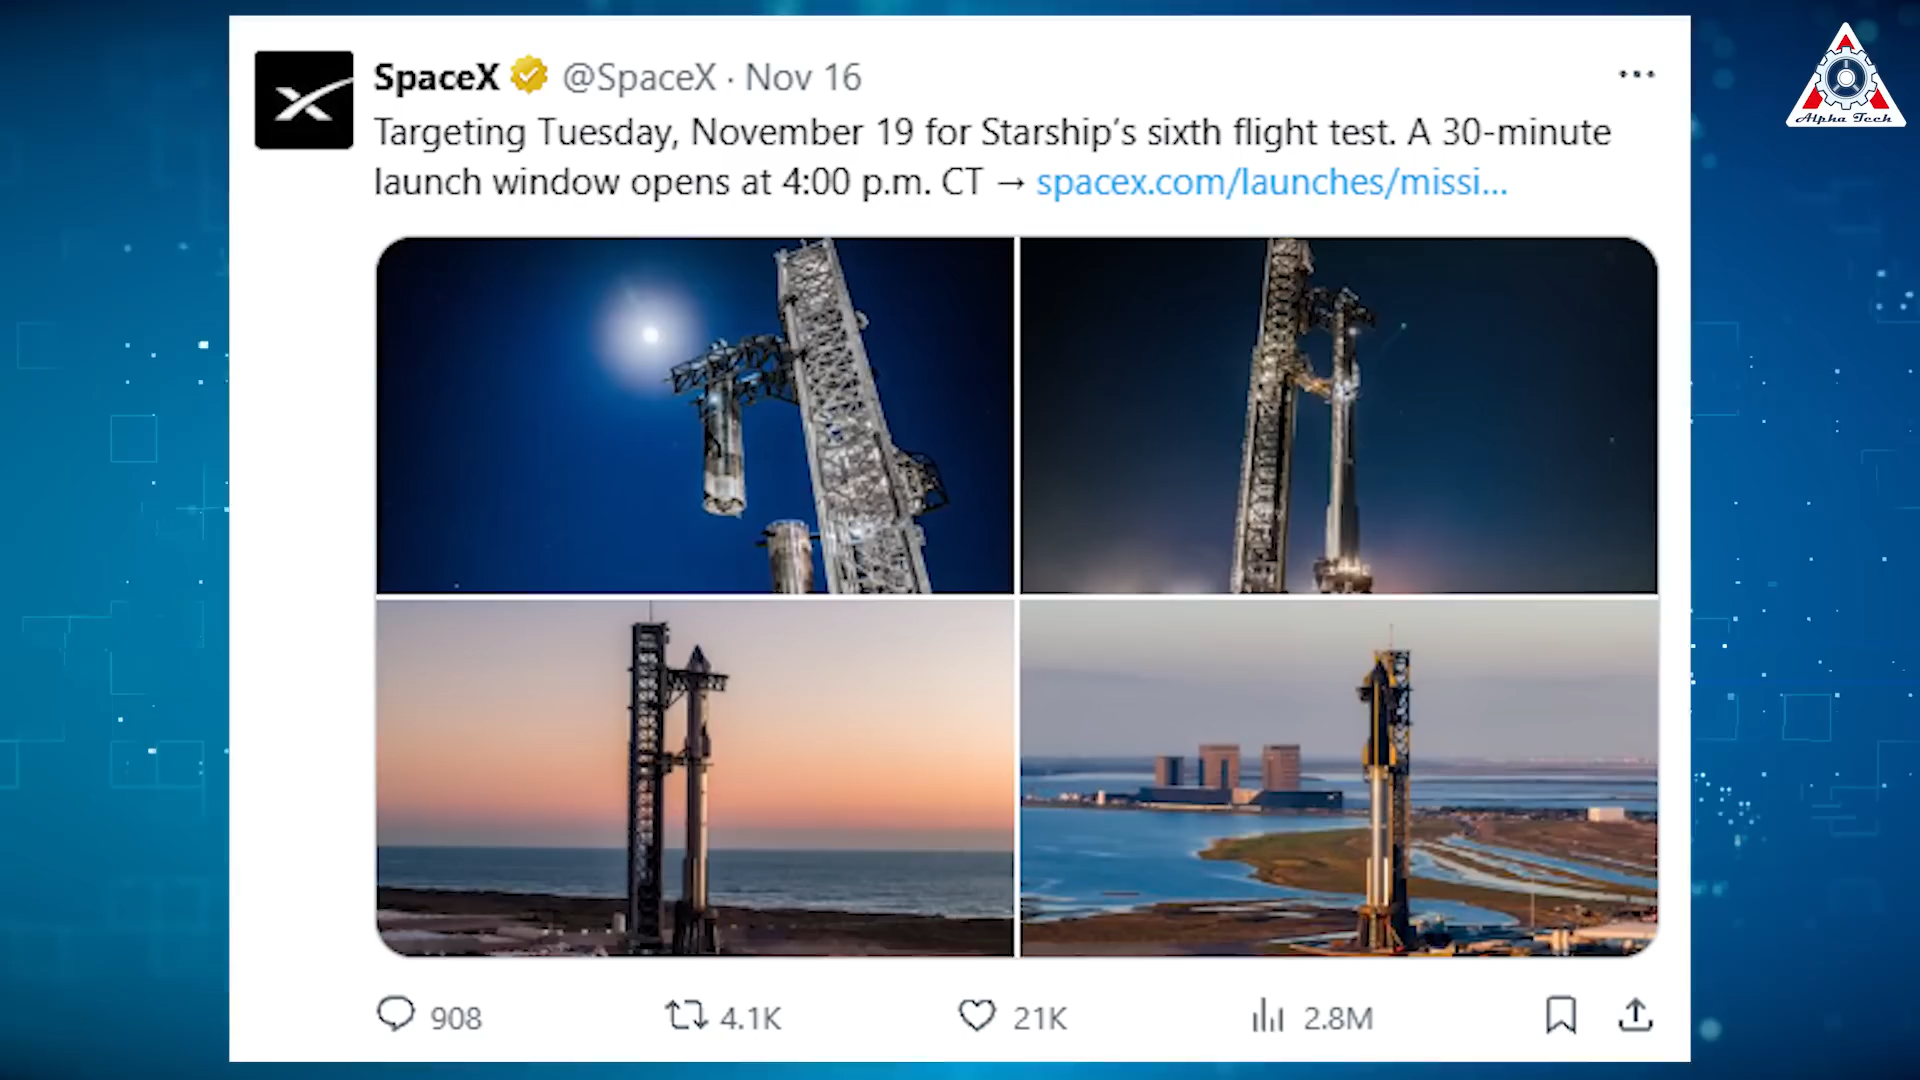 SpaceX @SpaceX · Nov 16
Targeting Tuesday, November 19 for Starship's sixth flight test. A 30-minute
launch window opens at 4:00 p.m. CT → spacex.com/launches/missi...
908 4.1K 21K 2.8M
Alpha Tech